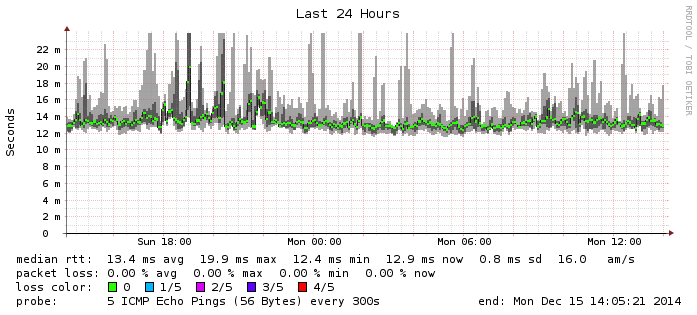 Last 24 Hours
RRDTOOL / TOBI OETIKER
Seconds
22 m
20 m
18 m
16 m
14 m
12 m
10 m
8 m
6 m
4 m
2 m
0
Sun 18:00 Mon 00:00 Mon 06:00 Mon 12:00
median rtt: 13.4 ms avg 19.9 ms max 12.4 ms min 12.9 ms now 0.8 ms sd 16.0 am/s
packet loss: 0.00 % avg 0.00 % max 0.00 % min 0.00 % now
loss color: 0 1/5 2/5 3/5 4/5
probe: 5 ICMP Echo Pings (56 Bytes) every 300s end: Mon Dec 15 14:05:21 2014